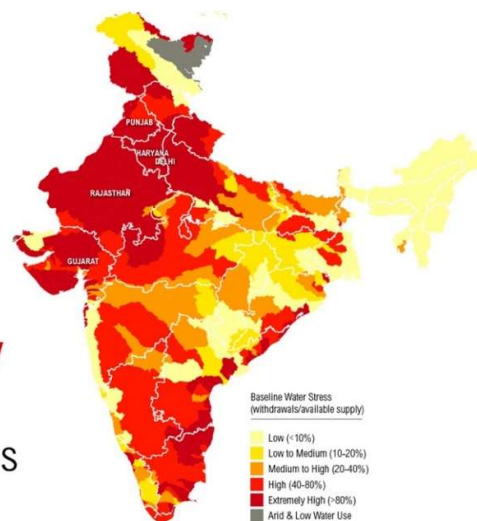 PUNJAB
HARYANA
DELHI
RAJASTHAN
GUJARAT
Baseline Water Stress
(withdrawals/available supply)
Low (<10%)
Low to Medium (10-20%)
Medium to High (20-40%)
High (40-80%)
Extremely High (>80%)
Arid & Low Water Use